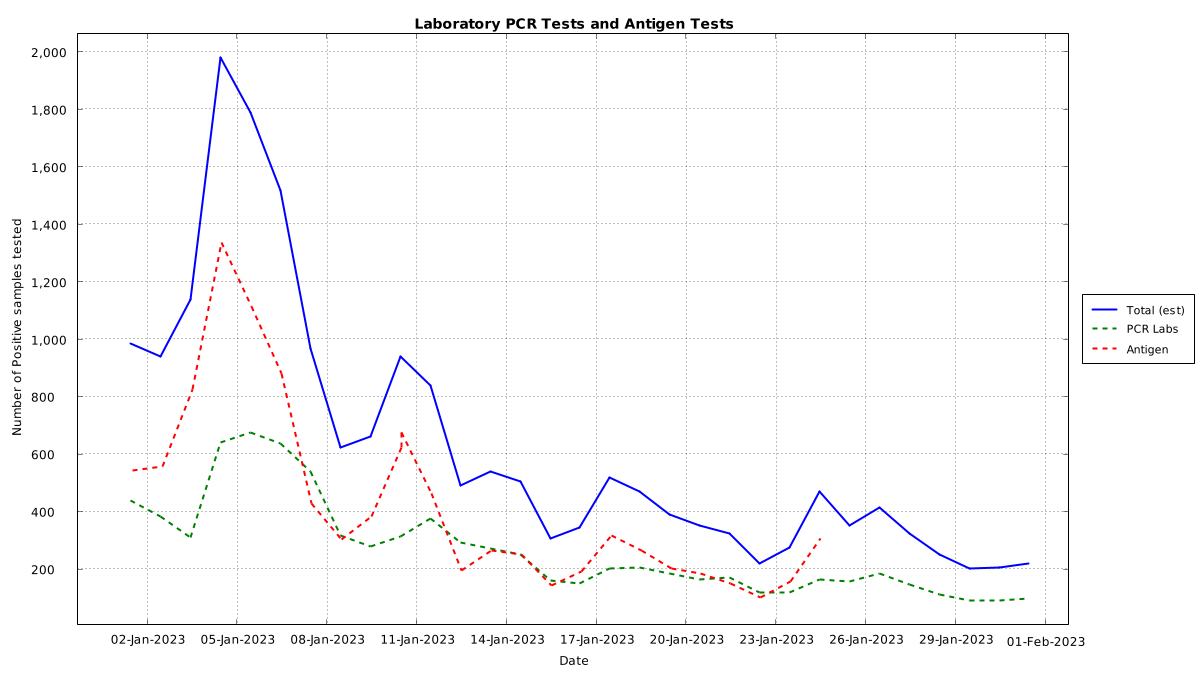 Laboratory PCR Tests and Antigen Tests
Number of Positive samples tested
2,000
1,800
1,600
1,400
1,200
1,000
800
600
400
200
02-Jan-2023 05-Jan-2023 08-Jan-2023 11-Jan-2023 14-Jan-2023 17-Jan-2023 20-Jan-2023 23-Jan-2023 26-Jan-2023 29-Jan-2023 01-Feb-2023
Date
Total (est)
PCR Labs
Antigen